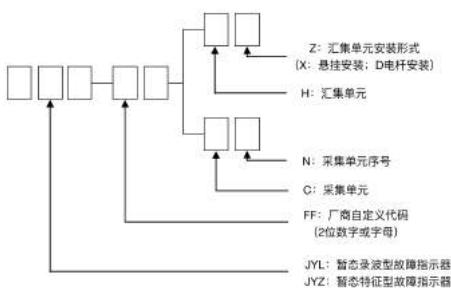 Z：汇集单元安装形式
（X：悬挂安装；D电杆安装）
H：汇集单元
N：采集单元序号
C：采集单元
FF：厂商自定义代码
（2位数字或字母）
JYL：暂态录波型故障指示器
JYZ：暂态特征型故障指示器